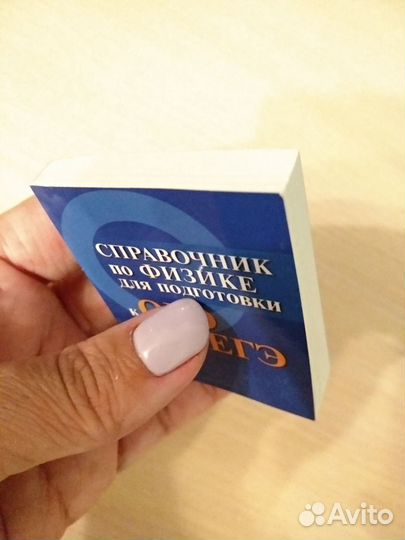 СПРАВОЧНИК
ПО ФИЗИКЕ
ДЛЯ ПОДГОТОВКИ
К
ЕГЭ
Avito